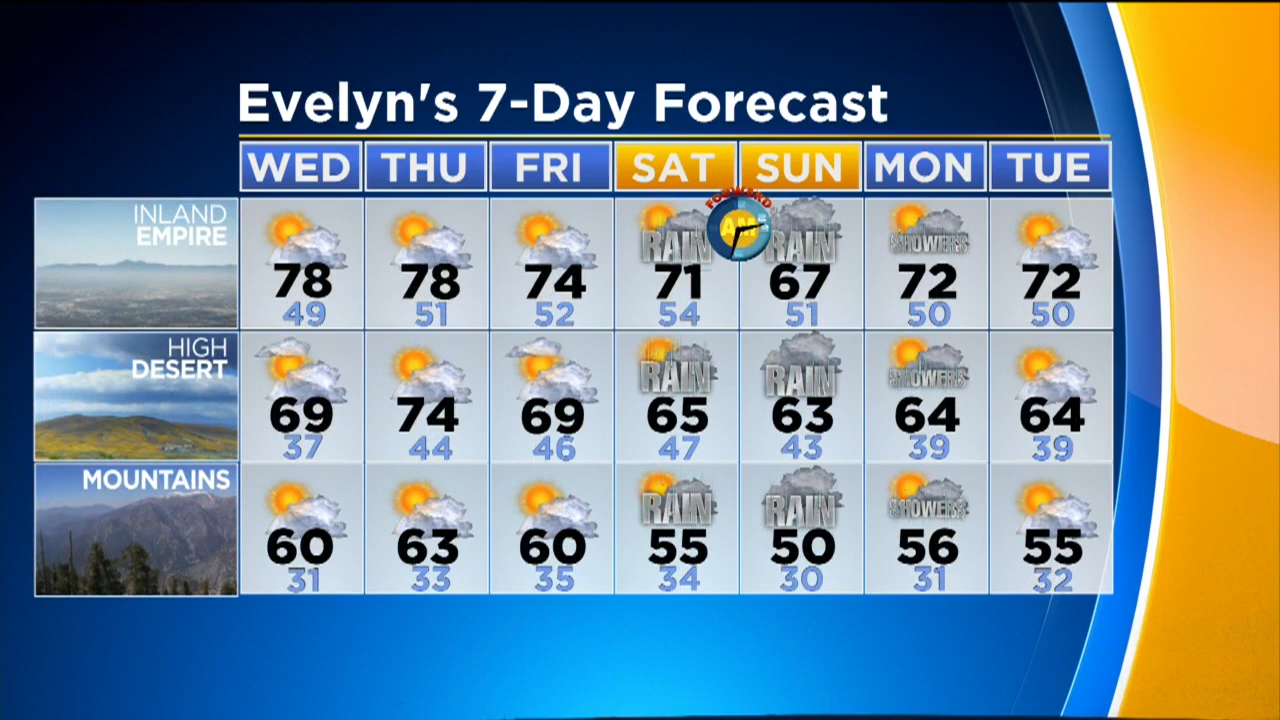 Evelyn's 7-Day Forecast
WED THU FRI SAT SUN MON TUE
FORWARD
AM
INLAND
EMPIRE
RAIN RAIN SHOWERS
78 78 74 71 67 72 72
49 51 52 54 51 50 50
HIGH
DESERT
RAIN RAIN SHOWERS
69 74 69 65 63 64 64
37 44 46 47 43 39 39
MOUNTAINS
RAIN RAIN SHOWERS
60 63 60 55 50 56 55
31 33 35 34 30 31 32